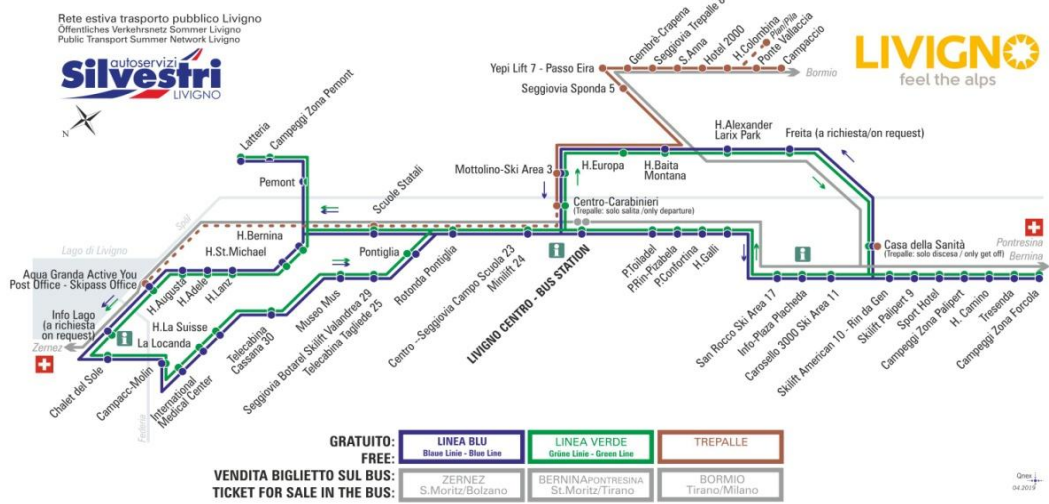 Rete estiva trasporto pubblico Livigno
Öffentliches Verkehrsnetz Sommer Livigno
Public Transport Summer Network Livigno
autoservizi
Silvestri
LIVIGNO
N
LIVIGNO
feel the alps
Gembrè-Crapena
Seggiovia Trepalle
S.Anna
Hotel 2000
H.Colombina
Plan/Pila
Ponte Vallaccia
Campaccio
Yepi Lift 7 - Passo Eira
Bormio
Seggiovia Sponda 5
Latteria
Campeggi Zona Pemont
Pemont
Scuole Statali
Mottolino-Ski Area 3
H.Europa
H.Baita
Montana
H.Alexander
Larix Park
Freita (a richiesta/on request)
Centro-Carabinieri
(Trepalle: solo salita /only departure)
Spöl
Lago di Livigno
H.Bernina
H.St.Michael
Pontiglia
Aqua Granda Active You
Post Office - Skipass Office
H.Augusta
H.Adele
H.Lanz
Info Lago
(a richiesta
on request)
Zernez
H.La Suisse
La Locanda
Chalet del Sole
Campacc-Molin
Federia
International
Medical Center
Telecabina
Cassana 30
Museo Mus
Seggiovia Botarel Skilift Valandrea 29
Telecabina Tagliede 25
Rotonda Pontiglia
Centro --Seggiovia Campo Scuola 23
Minilift 24
i
LIVIGNO CENTRO - BUS STATION
P.Toiladel
P.Rin-Pizabela
P.Confortina
H.Galli
Casa della Sanità
(Trepalle: solo discesa / only get off)
Pontresina
Bernina
San Rocco Ski Area 17
Info-Plaza Placheda
Carosello 3000 Ski Area 11
Skilift American 10 - Rin da Gen
Skilift Palipert 9
Sport Hotel
Campeggi Zona Palipert
H. Camino
Tresenda
Campeggi Zona Forcola
GRATUITO:
FREE:
LINEA BLU
Blaue Linie - Blue Line
LINEA VERDE
Grüne Linie - Green Line
TREPALLE
VENDITA BIGLIETTO SUL BUS:
TICKET FOR SALE IN THE BUS:
ZERNEZ
S.Moritz/Bolzano
BERNINA PONTRESINA
St.Moritz/Tirano
BORMIO
Tirano/Milano
Qnex
04.2019